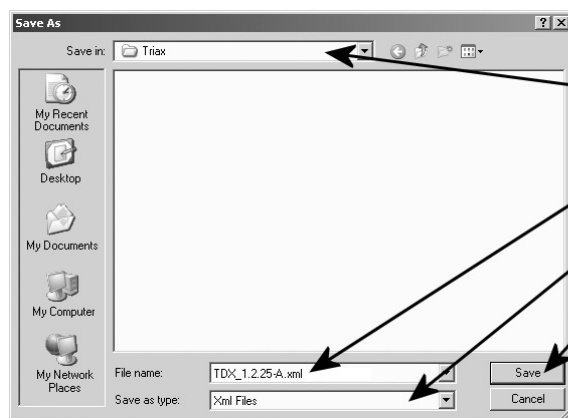 Save As
Save in:
Triax
My Recent
Documents
Desktop
My Documents
My Computer
My Network
Places
File name:
TDX_1.2.25-A.xml
Save
Save as type:
Xml Files
Cancel